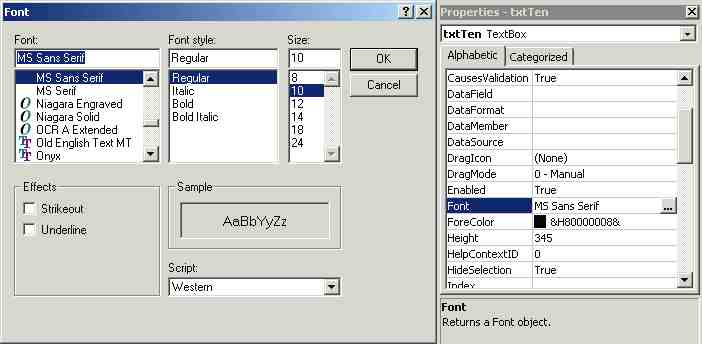 Font
Font:
Font style:
Size:
MS Sans Serif
Regular
10
MS Sans Serif
MS Serif
Niagara Engraved
Niagara Solid
OCR A Extended
Old English Text MT
Onyx
Regular
Italic
Bold
Bold Italic
8
10
12
14
18
24
OK
Cancel
Effects
Strikeout
Underline
Sample
AaBbYyZz
Script:
Western
Properties - txtTen
txtTen TextBox
Alphabetic
Categorized
CausesValidation True
DataField
DataFormat
DataMember
DataSource
DragIcon (None)
DragMode 0 - Manual
Enabled True
Font MS Sans Serif ...
ForeColor &H80000008&
Height 345
HelpContextID 0
HideSelection True
Index
Font
Returns a Font object.